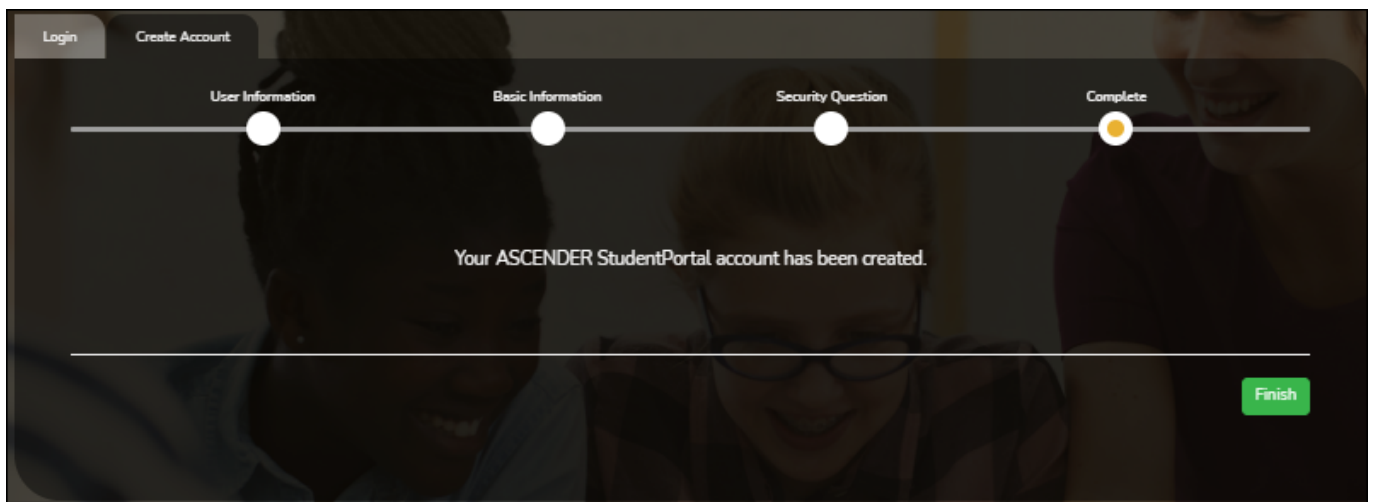 Login Create Account
User Information Basic Information Security Question Complete
Your ASCENDER StudentPortal account has been created.
Finish